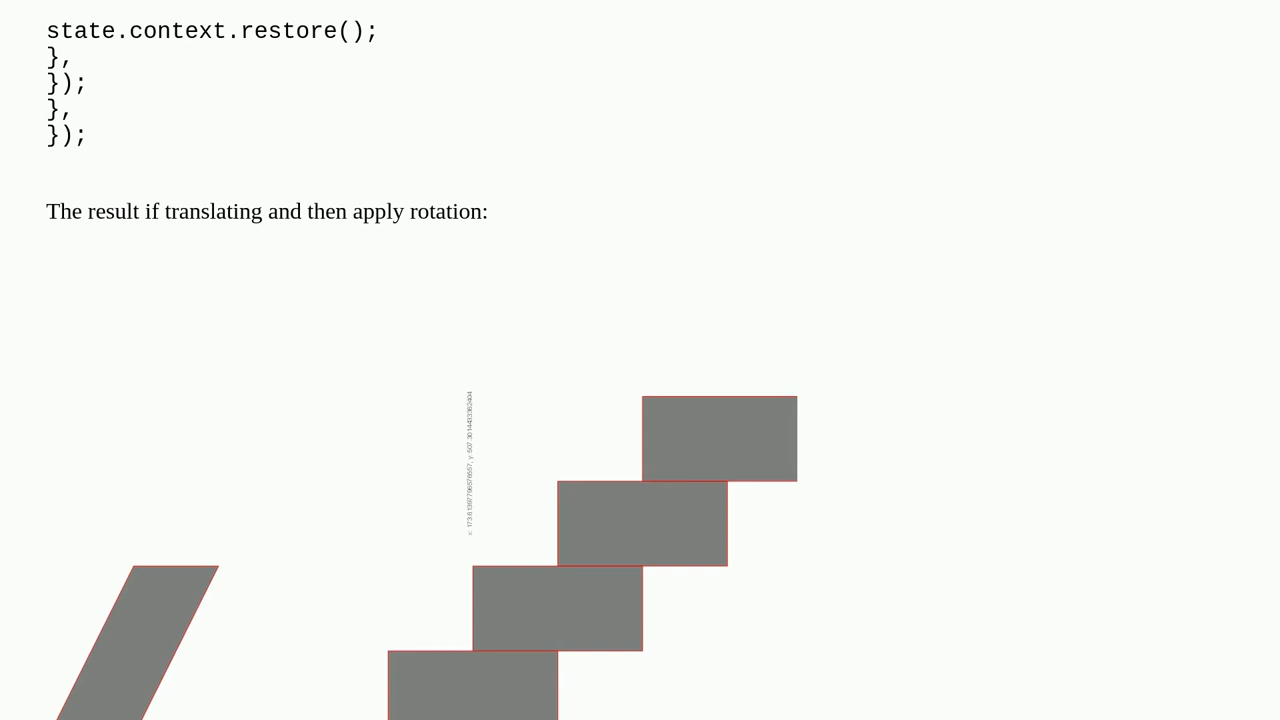 state.context.restore();
},
});
},
});
The result if translating and then apply rotation: